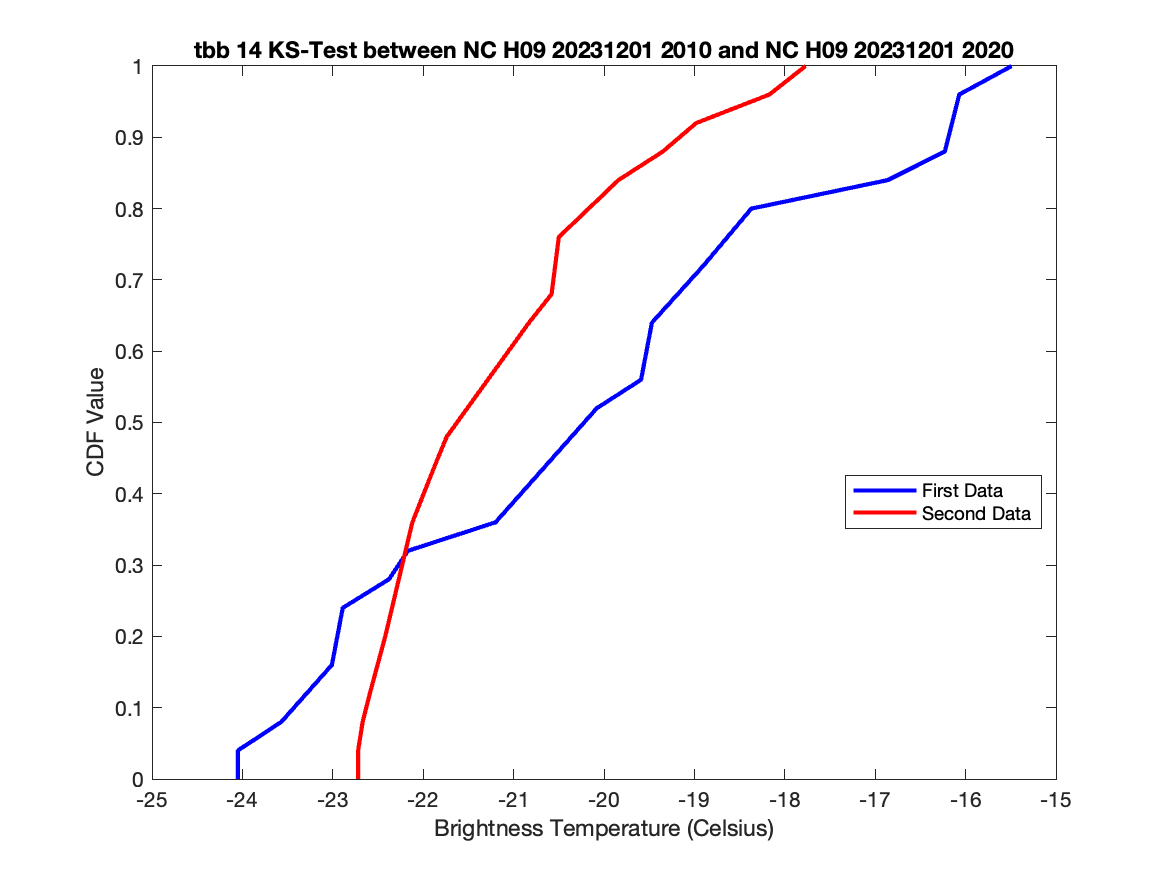 tbb 14 KS-Test between NC H09 20231201 2010 and NC H09 20231201 2020
1
0.9
0.8
0.7
0.6
0.5
0.4
0.3
0.2
0.1
0
CDF Value
First Data
Second Data
-25 -24 -23 -22 -21 -20 -19 -18 -17 -16 -15
Brightness Temperature (Celsius)